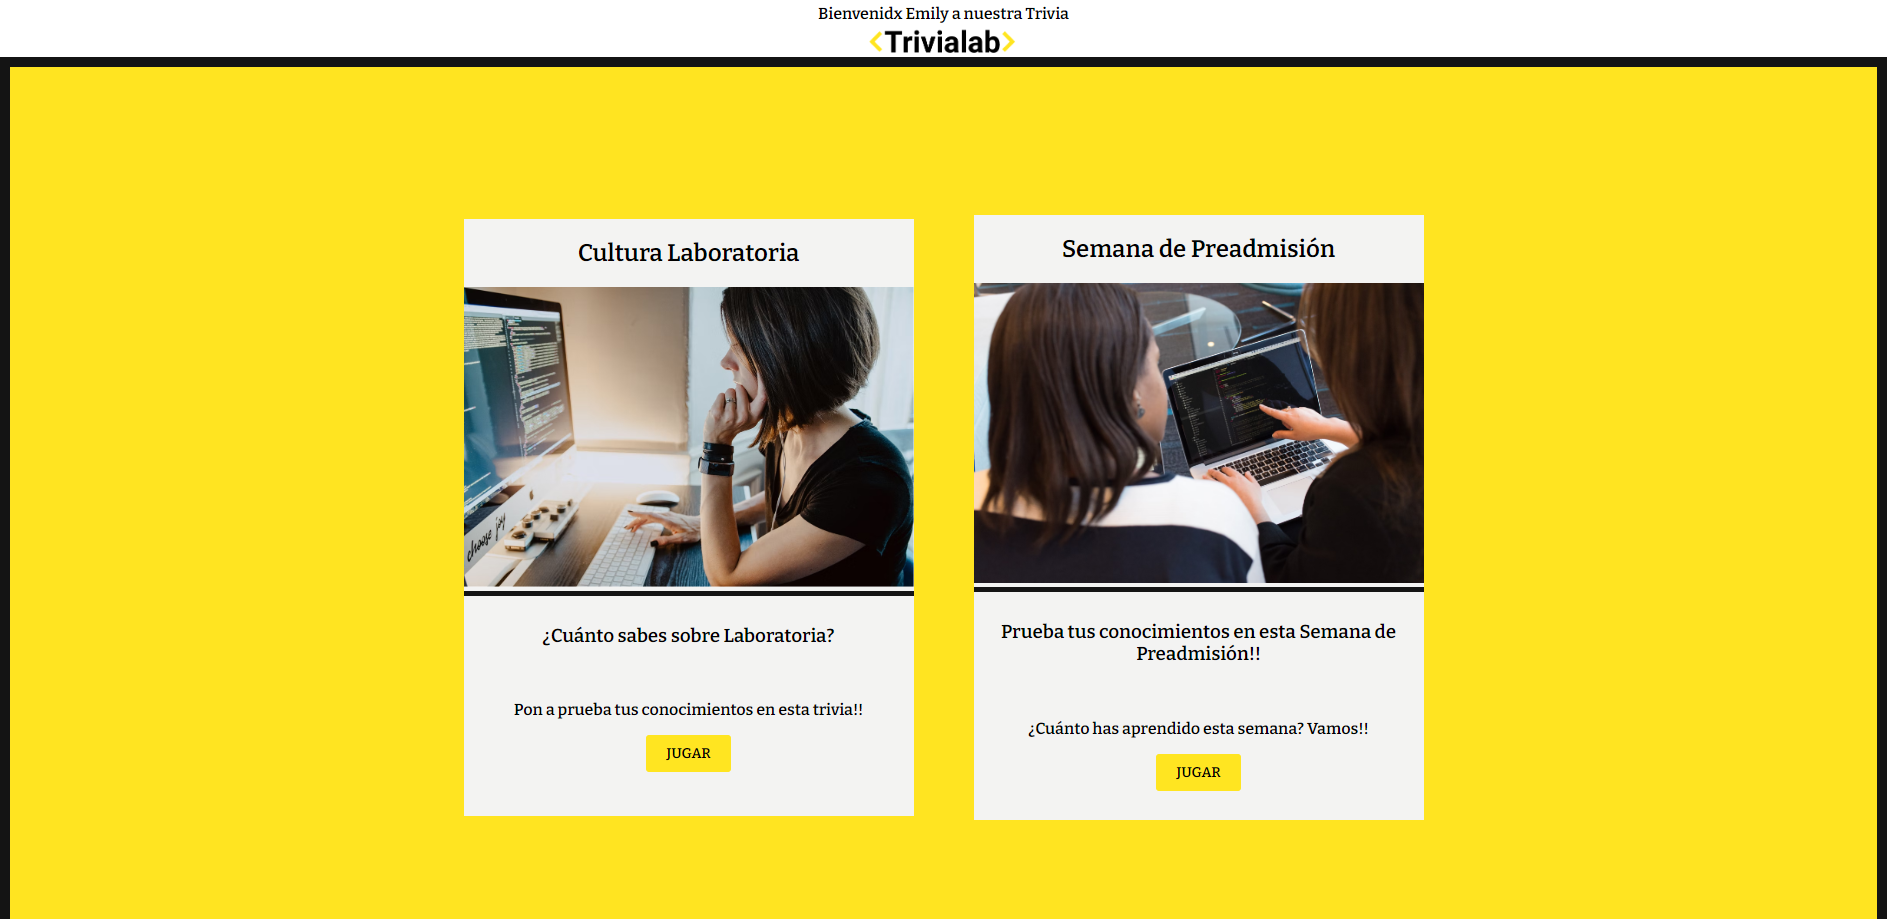 Bienvenidx Emily a nuestra Trivia
<Trivialab>
Cultura Laboratoria
choose joy
¿Cuánto sabes sobre Laboratoria?
Pon a prueba tus conocimientos en esta trivia!!
JUGAR
Semana de Preadmisión
Prueba tus conocimientos en esta Semana de
Preadmisión!!
¿Cuánto has aprendido esta semana? Vamos!!
JUGAR